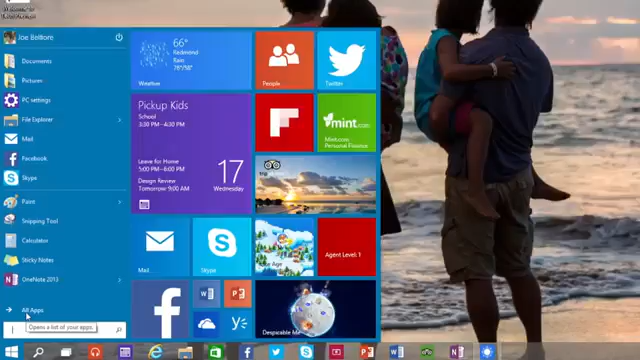 Joe Belfiore
Documents
Pictures
PC settings
File Explorer
Mail
Facebook
Skype
Paint
Snipping Tool
Calculator
Sticky Notes
OneNote 2013
All Apps
Opens a list of your apps.
66°
Redmond
Rain
Weather
People
Twitter
Pickup Kids
School
3:30 PM–4:30 PM
Leave for Home
5:00 PM–6:00 PM
Design Review
Tomorrow 9:00 AM
17
Wednesday
mint.com
Mint.com
Personal Finance
Mail
Skype
Agent Level: 1
Despicable Me